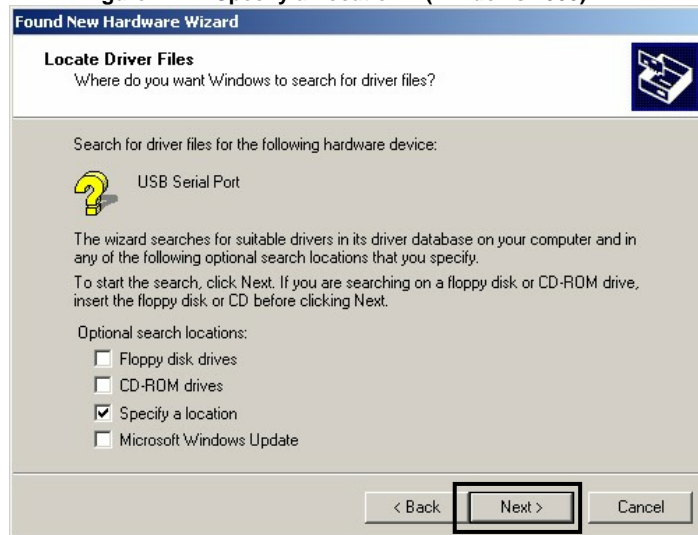 Found New Hardware Wizard
Locate Driver Files
Where do you want Windows to search for driver files?
Search for driver files for the following hardware device:
USB Serial Port
The wizard searches for suitable drivers in its driver database on your computer and in
any of the following optional search locations that you specify.
To start the search, click Next. If you are searching on a floppy disk or CD-ROM drive,
insert the floppy disk or CD before clicking Next.
Optional search locations:
Floppy disk drives
CD-ROM drives
Specify a location
Microsoft Windows Update
< Back Next > Cancel